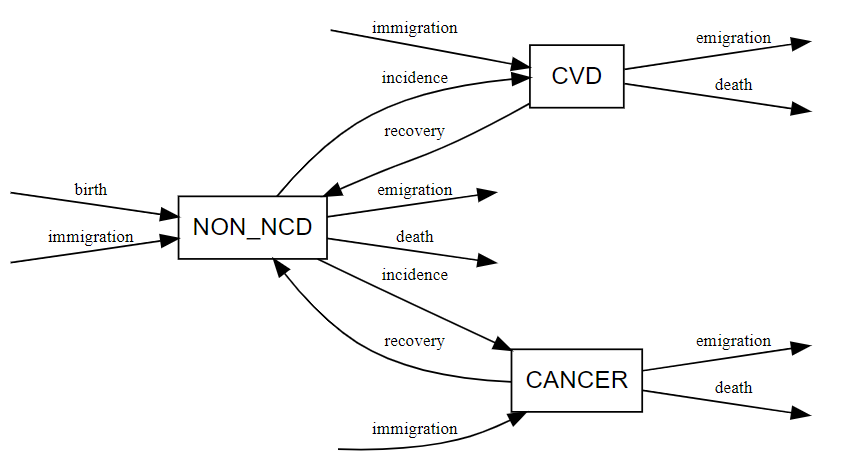 immigration
emigration
CVD
incidence
death
recovery
birth
emigration
NON_NCD
immigration
death
incidence
recovery
emigration
CANCER
death
immigration